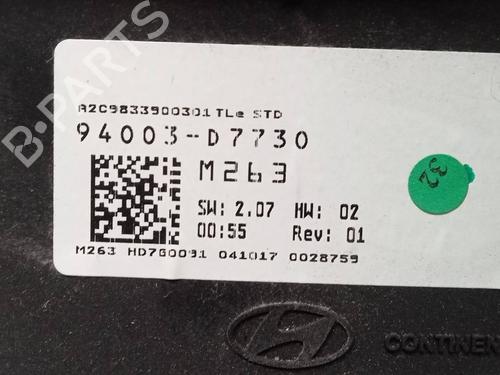 A2C9833900301 TLe STD
94003-D7730
M263
SW: 2.07 HW: 02
00:55 Rev: 01
M263 HD7G0091 041017 0028759
32
CONTINEN
B-PARTS